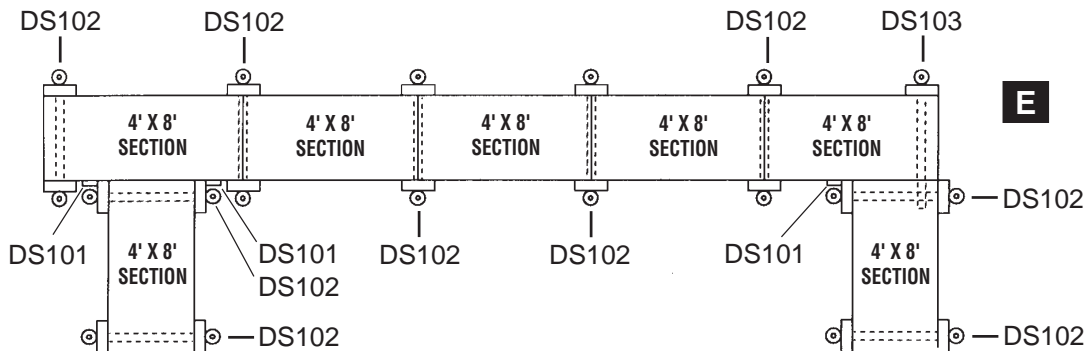 DS102
DS102
DS102
DS103
E
4' X 8'
SECTION
4' X 8'
SECTION
4' X 8'
SECTION
4' X 8'
SECTION
4' X 8'
SECTION
DS102
DS101
DS101
DS102
DS102
DS101
DS102
4' X 8'
SECTION
4' X 8'
SECTION
DS102
DS102